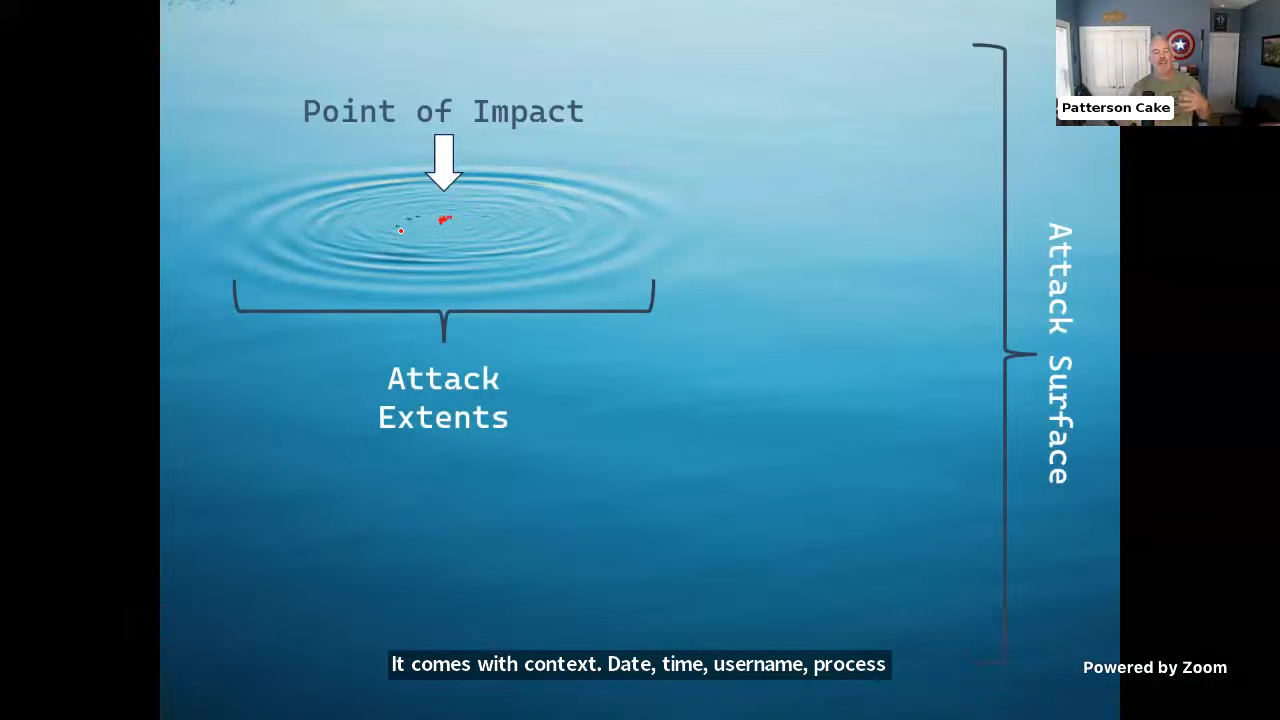 Point of Impact
Attack
Extents
Attack Surface
Patterson Cake
It comes with context. Date, time, username, process
Powered by Zoom